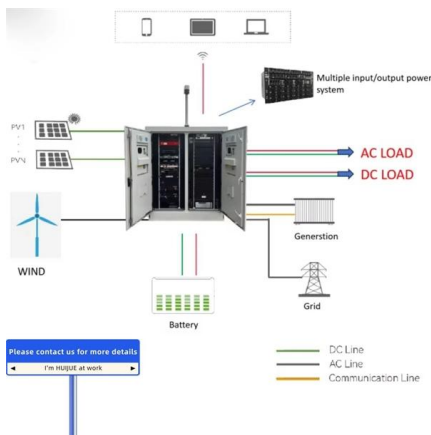 Multiple input/output power
system
PV1
PVN
AC LOAD
DC LOAD
WIND
Generstion
Grid
Battery
Please contact us for more details
I'm HUIJUE at work
DC Line
AC Line
Communication Line